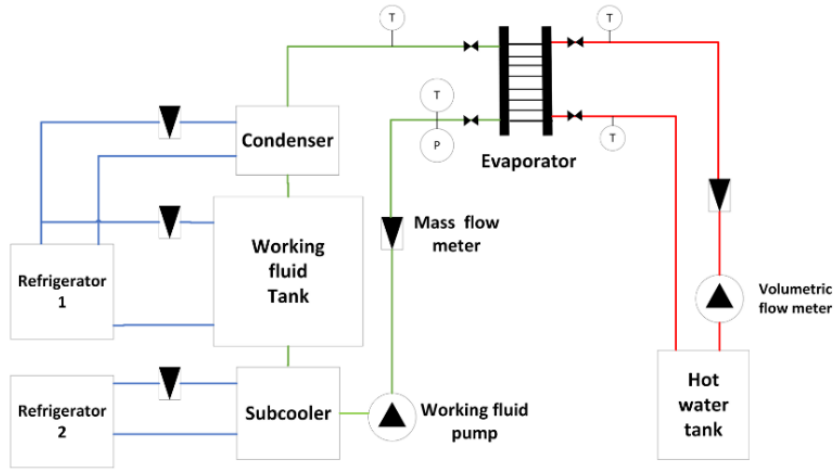 T
T
T
P
T
Evaporator
Condenser
Mass flow
meter
Working
fluid
Tank
Refrigerator
1
Volumetric
flow meter
Refrigerator
2
Subcooler
Working fluid
pump
Hot
water
tank